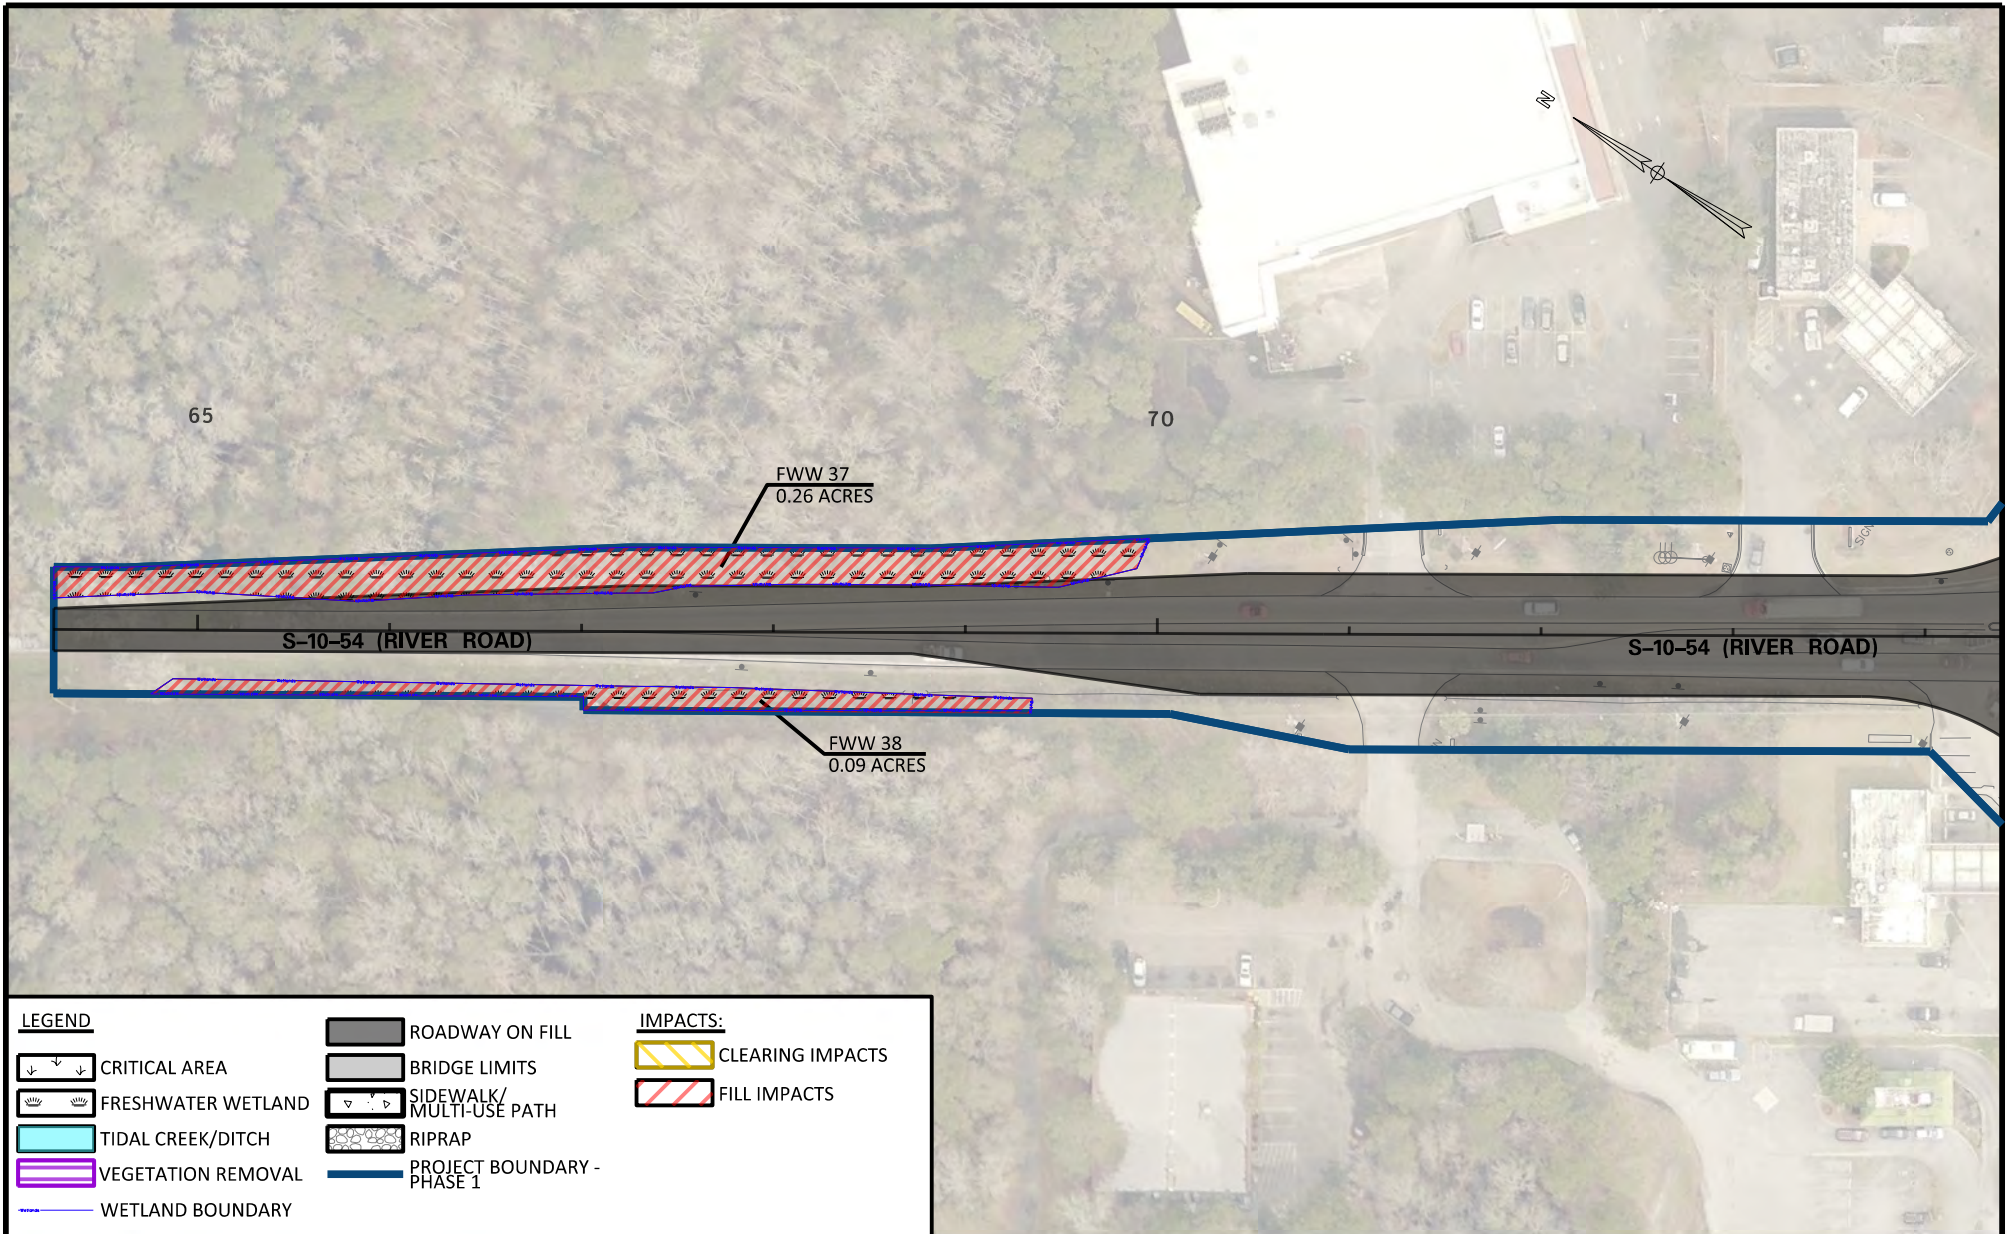 N
65
70
FWW 37
0.26 ACRES
SIGN
S-10-54 (RIVER ROAD)
S-10-54 (RIVER ROAD)
FWW 38
0.09 ACRES
LEGEND
CRITICAL AREA
FRESHWATER WETLAND
TIDAL CREEK/DITCH
VEGETATION REMOVAL
WETLAND BOUNDARY
ROADWAY ON FILL
BRIDGE LIMITS
SIDEWALK/
MULTI-USE PATH
RIPRAP
PROJECT BOUNDARY -
PHASE 1
IMPACTS:
CLEARING IMPACTS
FILL IMPACTS